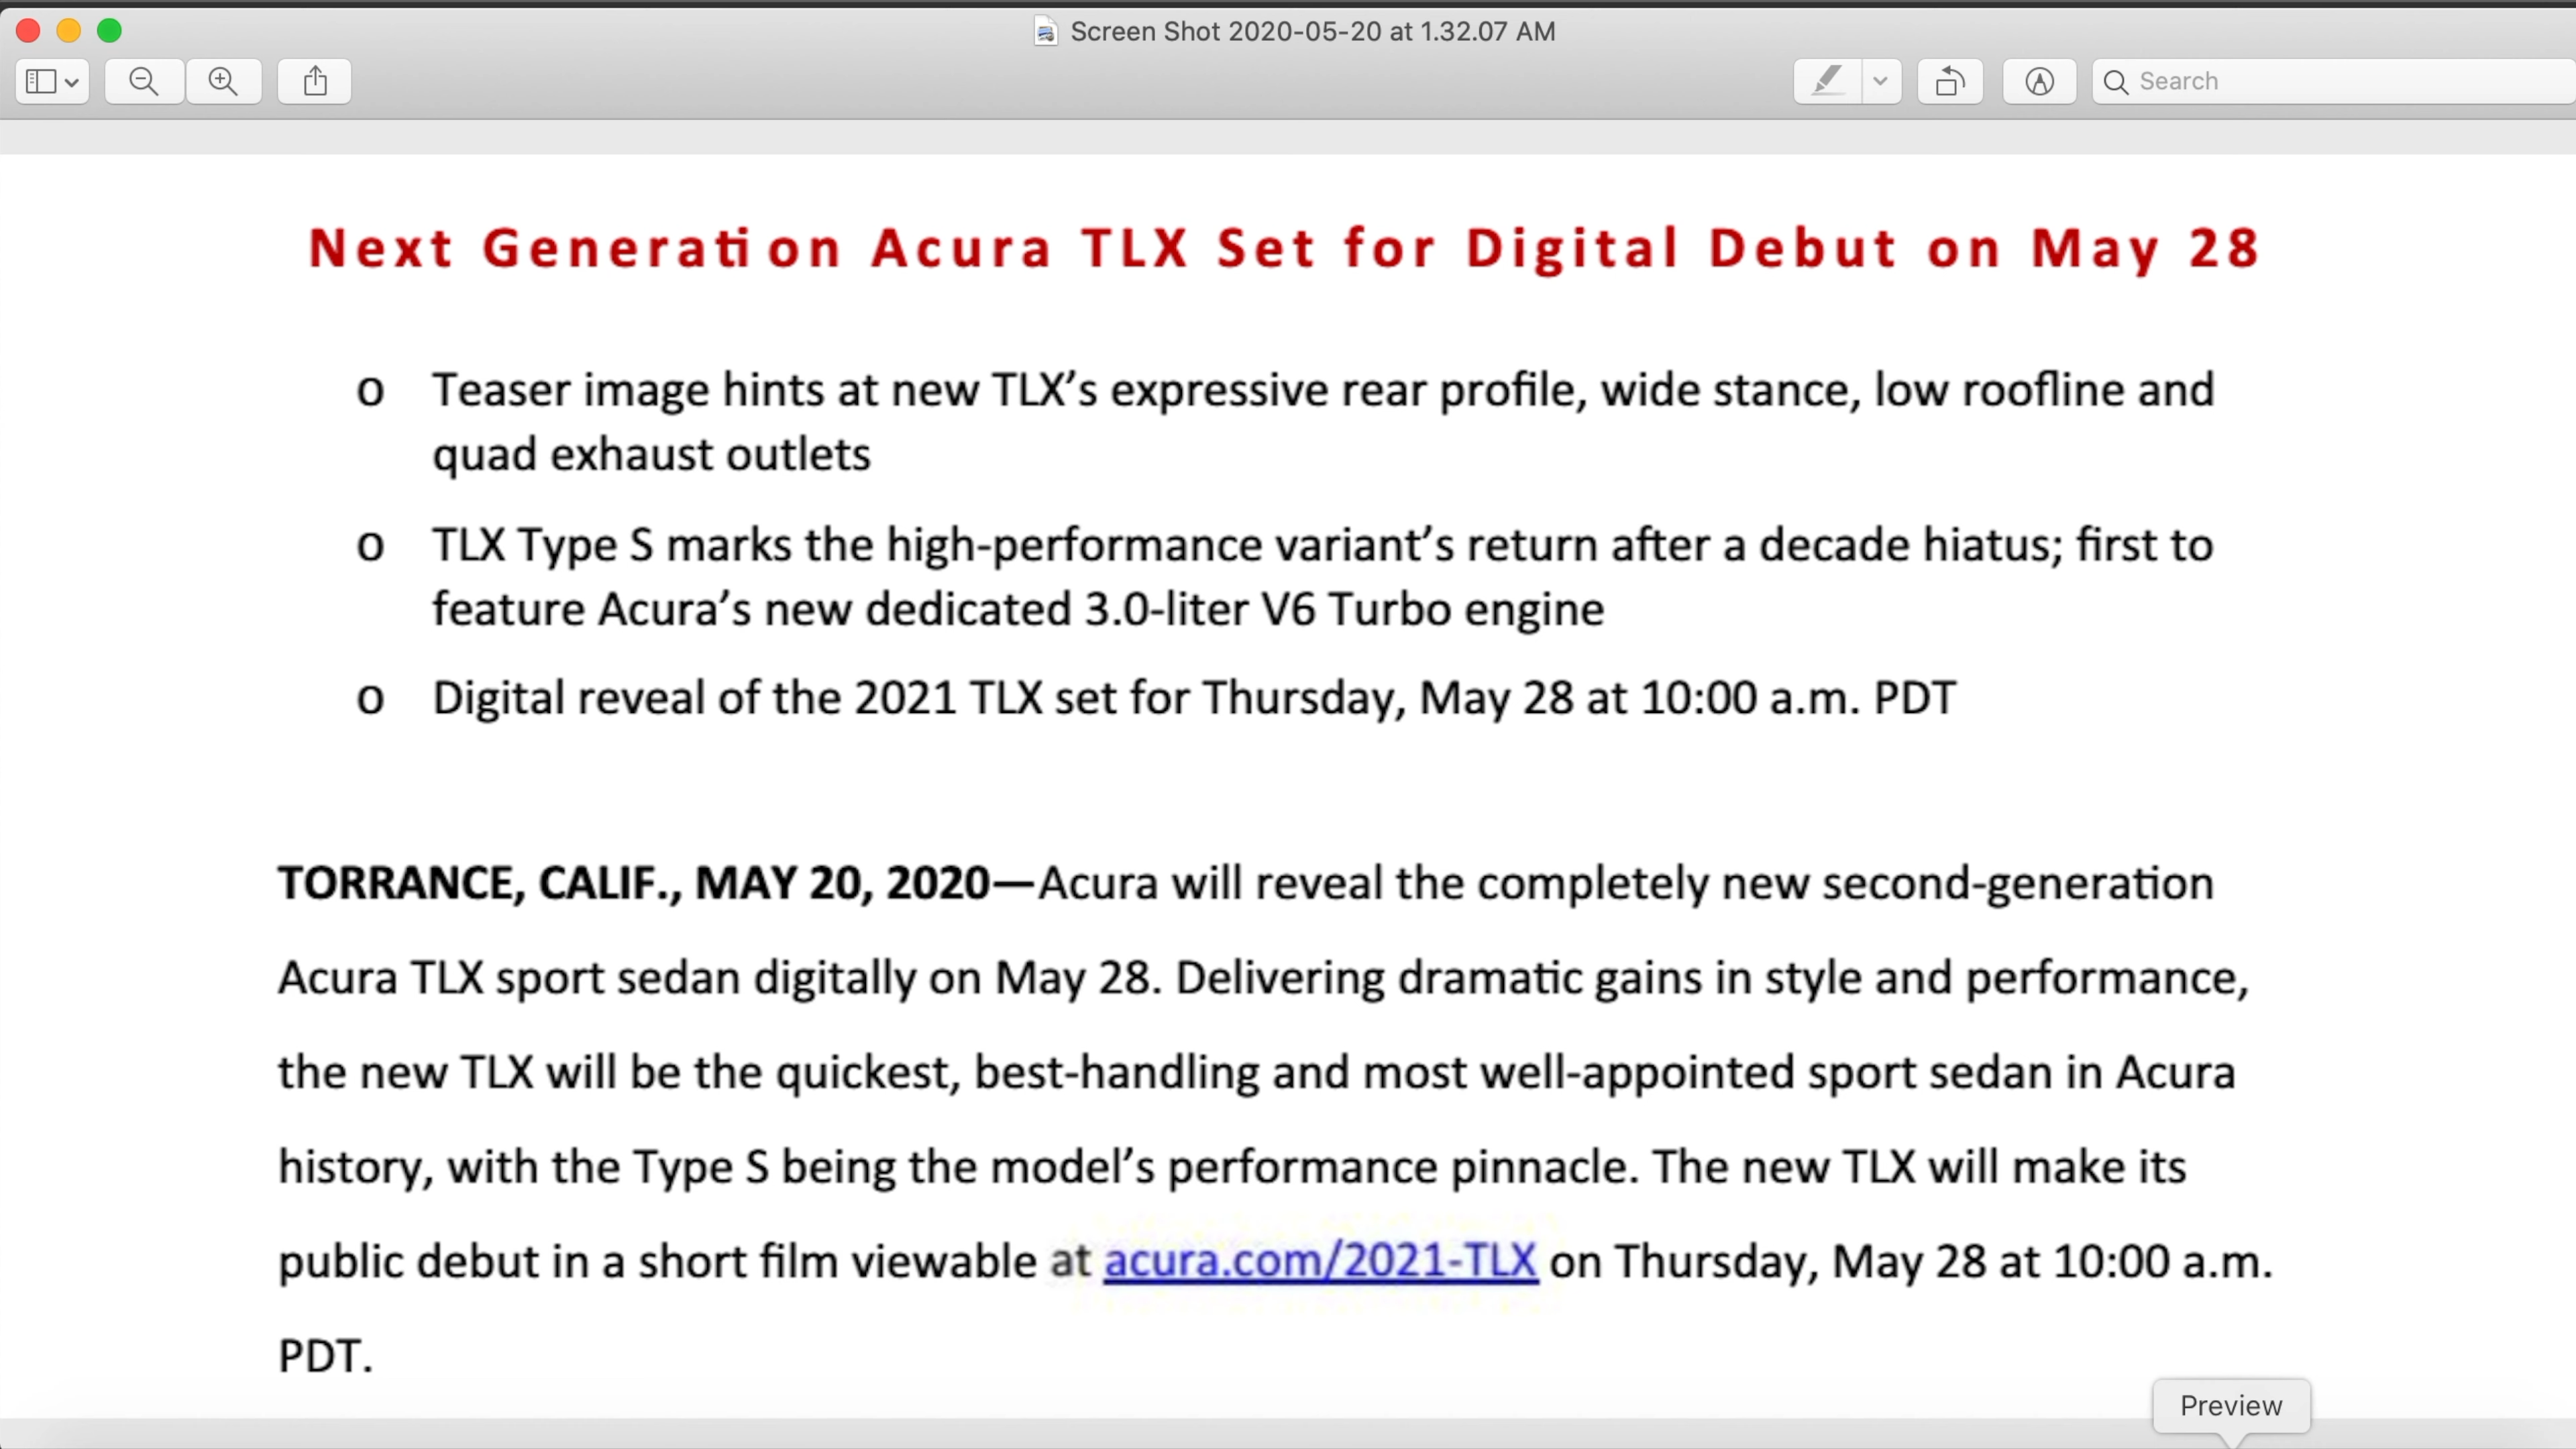 Screen Shot 2020-05-20 at 1.32.07 AM
Search
Next Generation Acura TLX Set for Digital Debut on May 28
o Teaser image hints at new TLX’s expressive rear profile, wide stance, low roofline and
quad exhaust outlets
o TLX Type S marks the high-performance variant’s return after a decade hiatus; first to
feature Acura’s new dedicated 3.0-liter V6 Turbo engine
o Digital reveal of the 2021 TLX set for Thursday, May 28 at 10:00 a.m. PDT
TORRANCE, CALIF., MAY 20, 2020—Acura will reveal the completely new second-generation
Acura TLX sport sedan digitally on May 28. Delivering dramatic gains in style and performance,
the new TLX will be the quickest, best-handling and most well-appointed sport sedan in Acura
history, with the Type S being the model’s performance pinnacle. The new TLX will make its
public debut in a short film viewable at acura.com/2021-TLX on Thursday, May 28 at 10:00 a.m.
PDT.
Preview